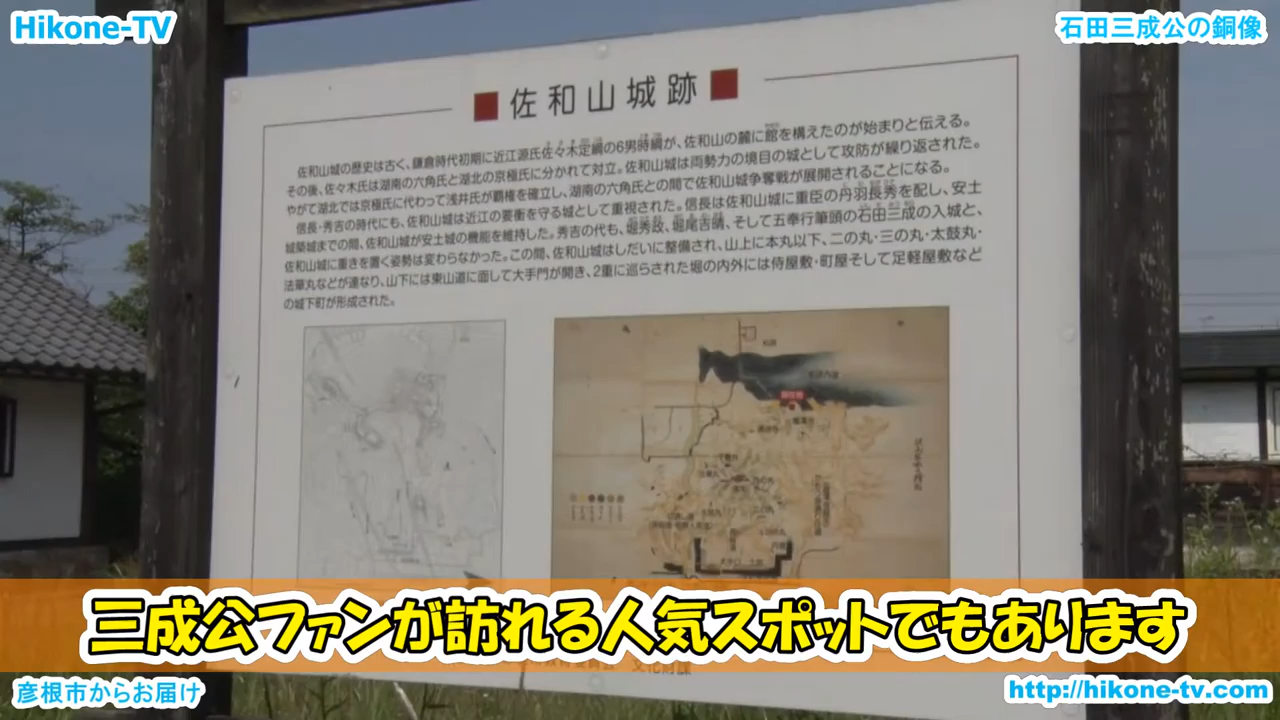 Hikone-TV
石田三成公の銅像
佐和山城跡
佐和山城の歴史は古く、鎌倉時代初期に近江源氏佐々木定綱の6男時綱が、佐和山の麓に館を構えたのが始まりと伝える。
その後、佐々木氏は湖南の六角氏と湖北の京極氏に分かれて対立。佐和山城は両勢力の境目の城として攻防が繰り返された。
やがて湖北では京極氏に代わって浅井氏が覇権を確立し、湖南の六角氏との間で佐和山城争奪戦が展開されることになる。
信長・秀吉の時代にも、佐和山城は近江の要衝を守る城として重視された。信長は佐和山城に重臣の丹羽長秀を配し、安土
城築城までの間、佐和山城が安土城の機能を維持した。秀吉の代も、堀秀政、堀尾吉晴、そして五奉行筆頭の石田三成の入城と、
佐和山城に重きを置く姿勢は変わらなかった。この間、佐和山城はしだいに整備され、山上に本丸以下、二の丸・三の丸・太鼓丸・
法華丸などが連なり、山下には東山道に面して大手門が開き、2重に巡らされた堀の内外には侍屋敷・町屋そして足軽屋敷など
の城下町が形成された。
三成公ファンが訪れる人気スポットでもあります
彦根市からお届け
http://hikone-tv.com